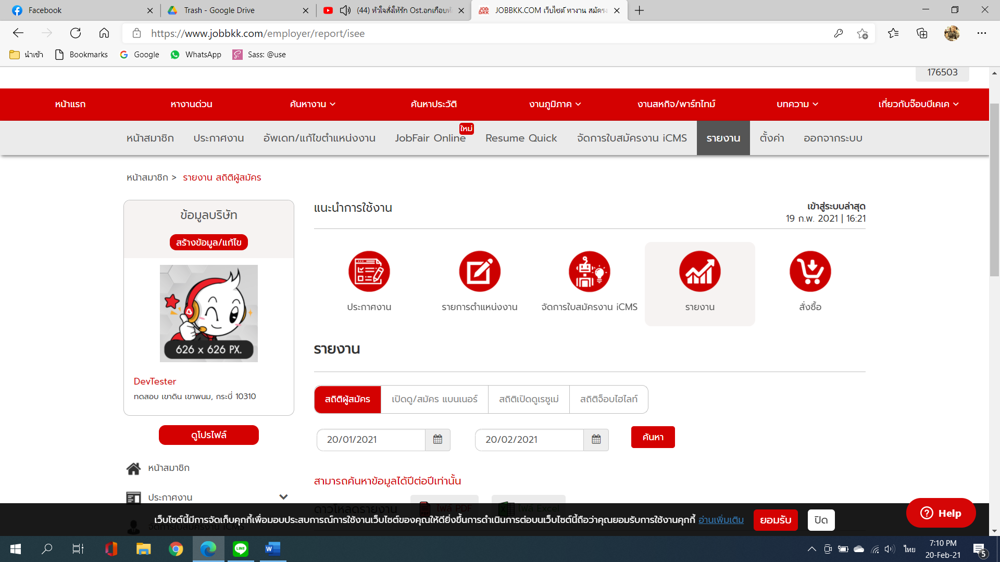 Facebook
Trash - Google Drive
(44) หัวใจสั่งให้รัก Ost.อกเกือบหั
JOBBKK.COM เว็บไซต์ หางาน สมัครง
https://www.jobbkk.com/employer/report/isee
นำเข้า
Bookmarks
Google
WhatsApp
Sass: @use
176503
หน้าแรก
หางานด่วน
ค้นหางาน
ค้นหาประวัติ
งานภูมิภาค
งานสหกิจ/พาร์ทไทม์
บทความ
เกี่ยวกับจ๊อบบีเคเค
หน้าสมาชิก
ประกาศงาน
อัพเดท/แก้ไขตำแหน่งงาน
JobFair Online
ใหม่
Resume Quick
จัดการใบสมัครงาน iCMS
รายงาน
ตั้งค่า
ออกจากระบบ
หน้าสมาชิก > รายงาน สถิติผู้สมัคร
ข้อมูลบริษัท
สร้างข้อมูล/แก้ไข
626 x 626 PX.
DevTester
ทดสอบ เขาดิน เขาพนม, กระบี่ 10310
ดูโปรไฟล์
หน้าสมาชิก
ประกาศงาน
จัดการใบสมัครงาน iCMS
แนะนำการใช้งาน
เข้าสู่ระบบล่าสุด
19 ก.พ. 2021 | 16:21
ประกาศงาน
รายการตำแหน่งงาน
จัดการใบสมัครงาน iCMS
รายงาน
สั่งซื้อ
รายงาน
สถิติผู้สมัคร
เปิดดู/สมัคร แบนเนอร์
สถิติเปิดดูเรซูเม่
สถิติจ็อบไฮไลท์
20/01/2021
20/02/2021
ค้นหา
สามารถค้นหาข้อมูลได้ปีต่อปีเท่านั้น
ดาวโหลดรายงาน
ไฟล์ PDF
ไฟล์ Excel
เว็บไซต์นี้มีการจัดเก็บคุกกี้เพื่อมอบประสบการณ์การใช้งานเว็บไซต์ของคุณให้ดียิ่งขึ้นการดำเนินการต่อบนเว็บไซต์นี้ถือว่าคุณยอมรับการใช้งานคุกกี้ อ่านเพิ่มเติม
ยอมรับ
ปิด
Help
ไทย
7:10 PM
20-Feb-21
5